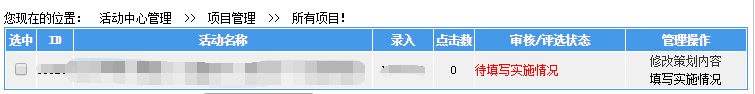 您现在的位置： 活动中心管理 >> 项目管理 >> 所有项目！
选中 ID 活动名称 录入 点击数 审核/评选状态 管理操作
0 待填写实施情况 修改策划内容
填写实施情况